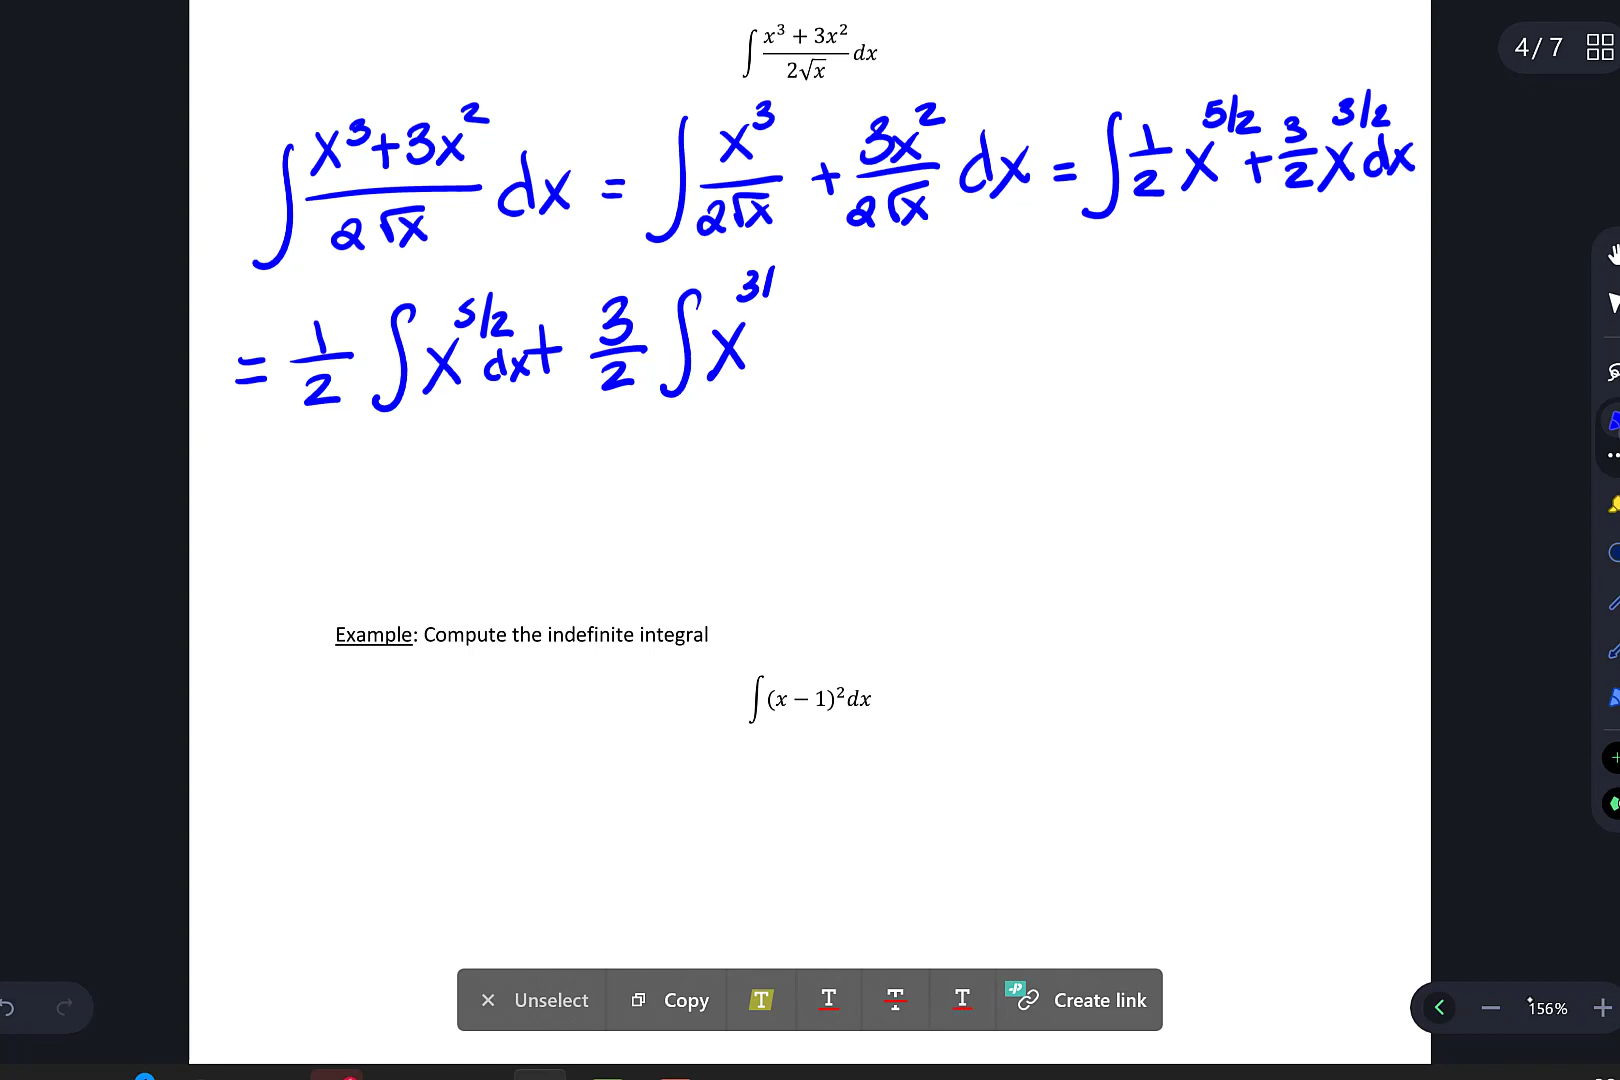 ∫ (x³ + 3x²)/(2√x) dx
4 / 7
∫ (x³+3x²)/(2√x) dx = ∫ x³/(2√x) + 3x²/(2√x) dx = ∫ 1/2 x^(5/2) + 3/2 x^(3/2) dx
= 1/2 ∫ x^(5/2) dx + 3/2 ∫ x^(3/
Example: Compute the indefinite integral
∫ (x − 1)² dx
× Unselect Copy T T T T Create link
156%